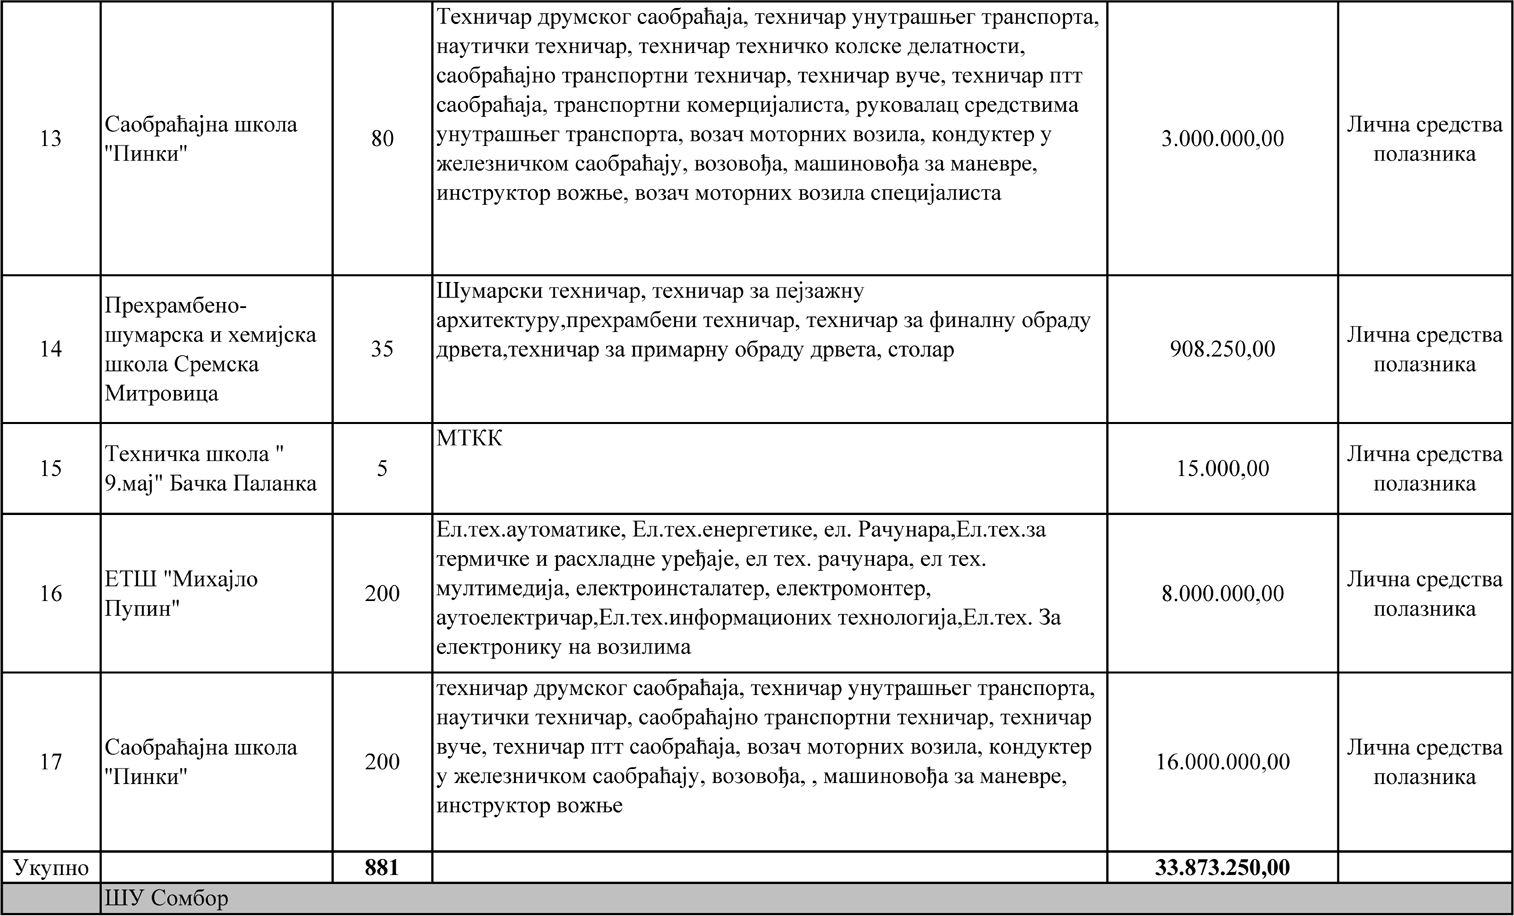 13
Саобраћајна школа
"Пинки"
80
Техничар друмског саобраћаја, техничар унутрашњег транспорта,
наутички техничар, техничар техничко колске делатности,
саобраћајно транспортни техничар, техничар вуче, техничар птт
саобраћаја, транспортни комерцијалиста, руковалац средствима
унутрашњег транспорта, возач моторних возила, кондуктер у
железничком саобраћају, возовођа, машиновођа за маневре,
инструктор вожње, возач моторних возила специјалиста
3.000.000,00
Лична средства
полазника
14
Прехрамбено-
шумарска и хемијска
школа Сремска
Митровица
35
Шумарски техничар, техничар за пејзажну
архитектуру,прехрамбени техничар, техничар за финалну обраду
дрвета,техничар за примарну обраду дрвета, столар
908.250,00
Лична средства
полазника
15
Техничка школа "
9.мај" Бачка Паланка
5
МТКК
15.000,00
Лична средства
полазника
16
ЕТШ "Михајло
Пупин"
200
Ел.тех.аутоматике, Ел.тех.енергетике, ел. Рачунара,Ел.тех.за
термичке и расхладне уређаје, ел тех. рачунара, ел тех.
мултимедија, електроинсталатер, електромонтер,
аутоелектричар,Ел.тех.информационих технологија,Ел.тех. За
електронику на возилима
8.000.000,00
Лична средства
полазника
17
Саобраћајна школа
"Пинки"
200
техничар друмског саобраћаја, техничар унутрашњег транспорта,
наутички техничар, саобраћајно транспортни техничар, техничар
вуче, техничар птт саобраћаја, возач моторних возила, кондуктер
у железничком саобраћају, возовођа, , машиновођа за маневре,
инструктор вожње
16.000.000,00
Лична средства
полазника
Укупно
881
33.873.250,00
ШУ Сомбор